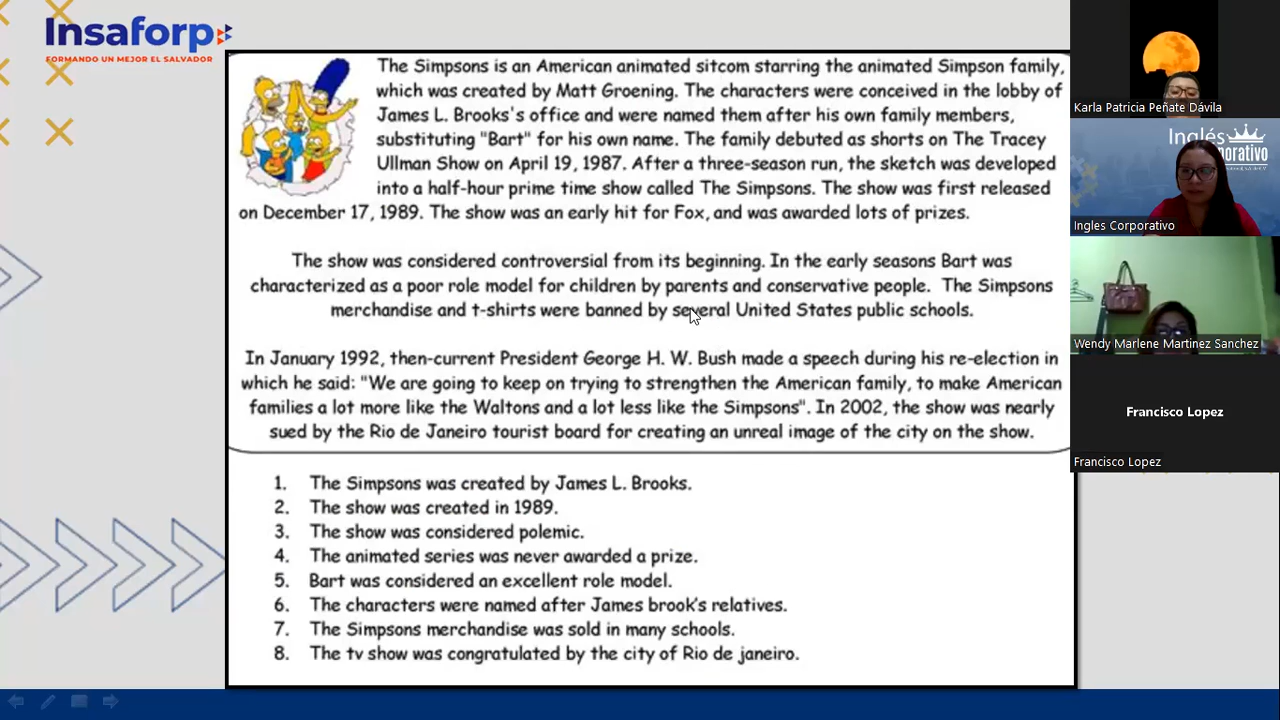 Insaforp
FORMANDO UN MEJOR EL SALVADOR
The Simpsons is an American animated sitcom starring the animated Simpson family,
which was created by Matt Groening. The characters were conceived in the lobby of
James L. Brooks's office and were named them after his own family members,
substituting "Bart" for his own name. The family debuted as shorts on The Tracey
Ullman Show on April 19, 1987. After a three-season run, the sketch was developed
into a half-hour prime time show called The Simpsons. The show was first released
on December 17, 1989. The show was an early hit for Fox, and was awarded lots of prizes.
The show was considered controversial from its beginning. In the early seasons Bart was
characterized as a poor role model for children by parents and conservative people. The Simpsons
merchandise and t-shirts were banned by several United States public schools.
In January 1992, then-current President George H. W. Bush made a speech during his re-election in
which he said: "We are going to keep on trying to strengthen the American family, to make American
families a lot more like the Waltons and a lot less like the Simpsons". In 2002, the show was nearly
sued by the Rio de Janeiro tourist board for creating an unreal image of the city on the show.
1. The Simpsons was created by James L. Brooks.
2. The show was created in 1989.
3. The show was considered polemic.
4. The animated series was never awarded a prize.
5. Bart was considered an excellent role model.
6. The characters were named after James brook's relatives.
7. The Simpsons merchandise was sold in many schools.
8. The tv show was congratulated by the city of Rio de janeiro.
Karla Patricia Peñate Dávila
Inglés
Ingles Corporativo
Wendy Marlene Martinez Sanchez
Francisco Lopez
Francisco Lopez